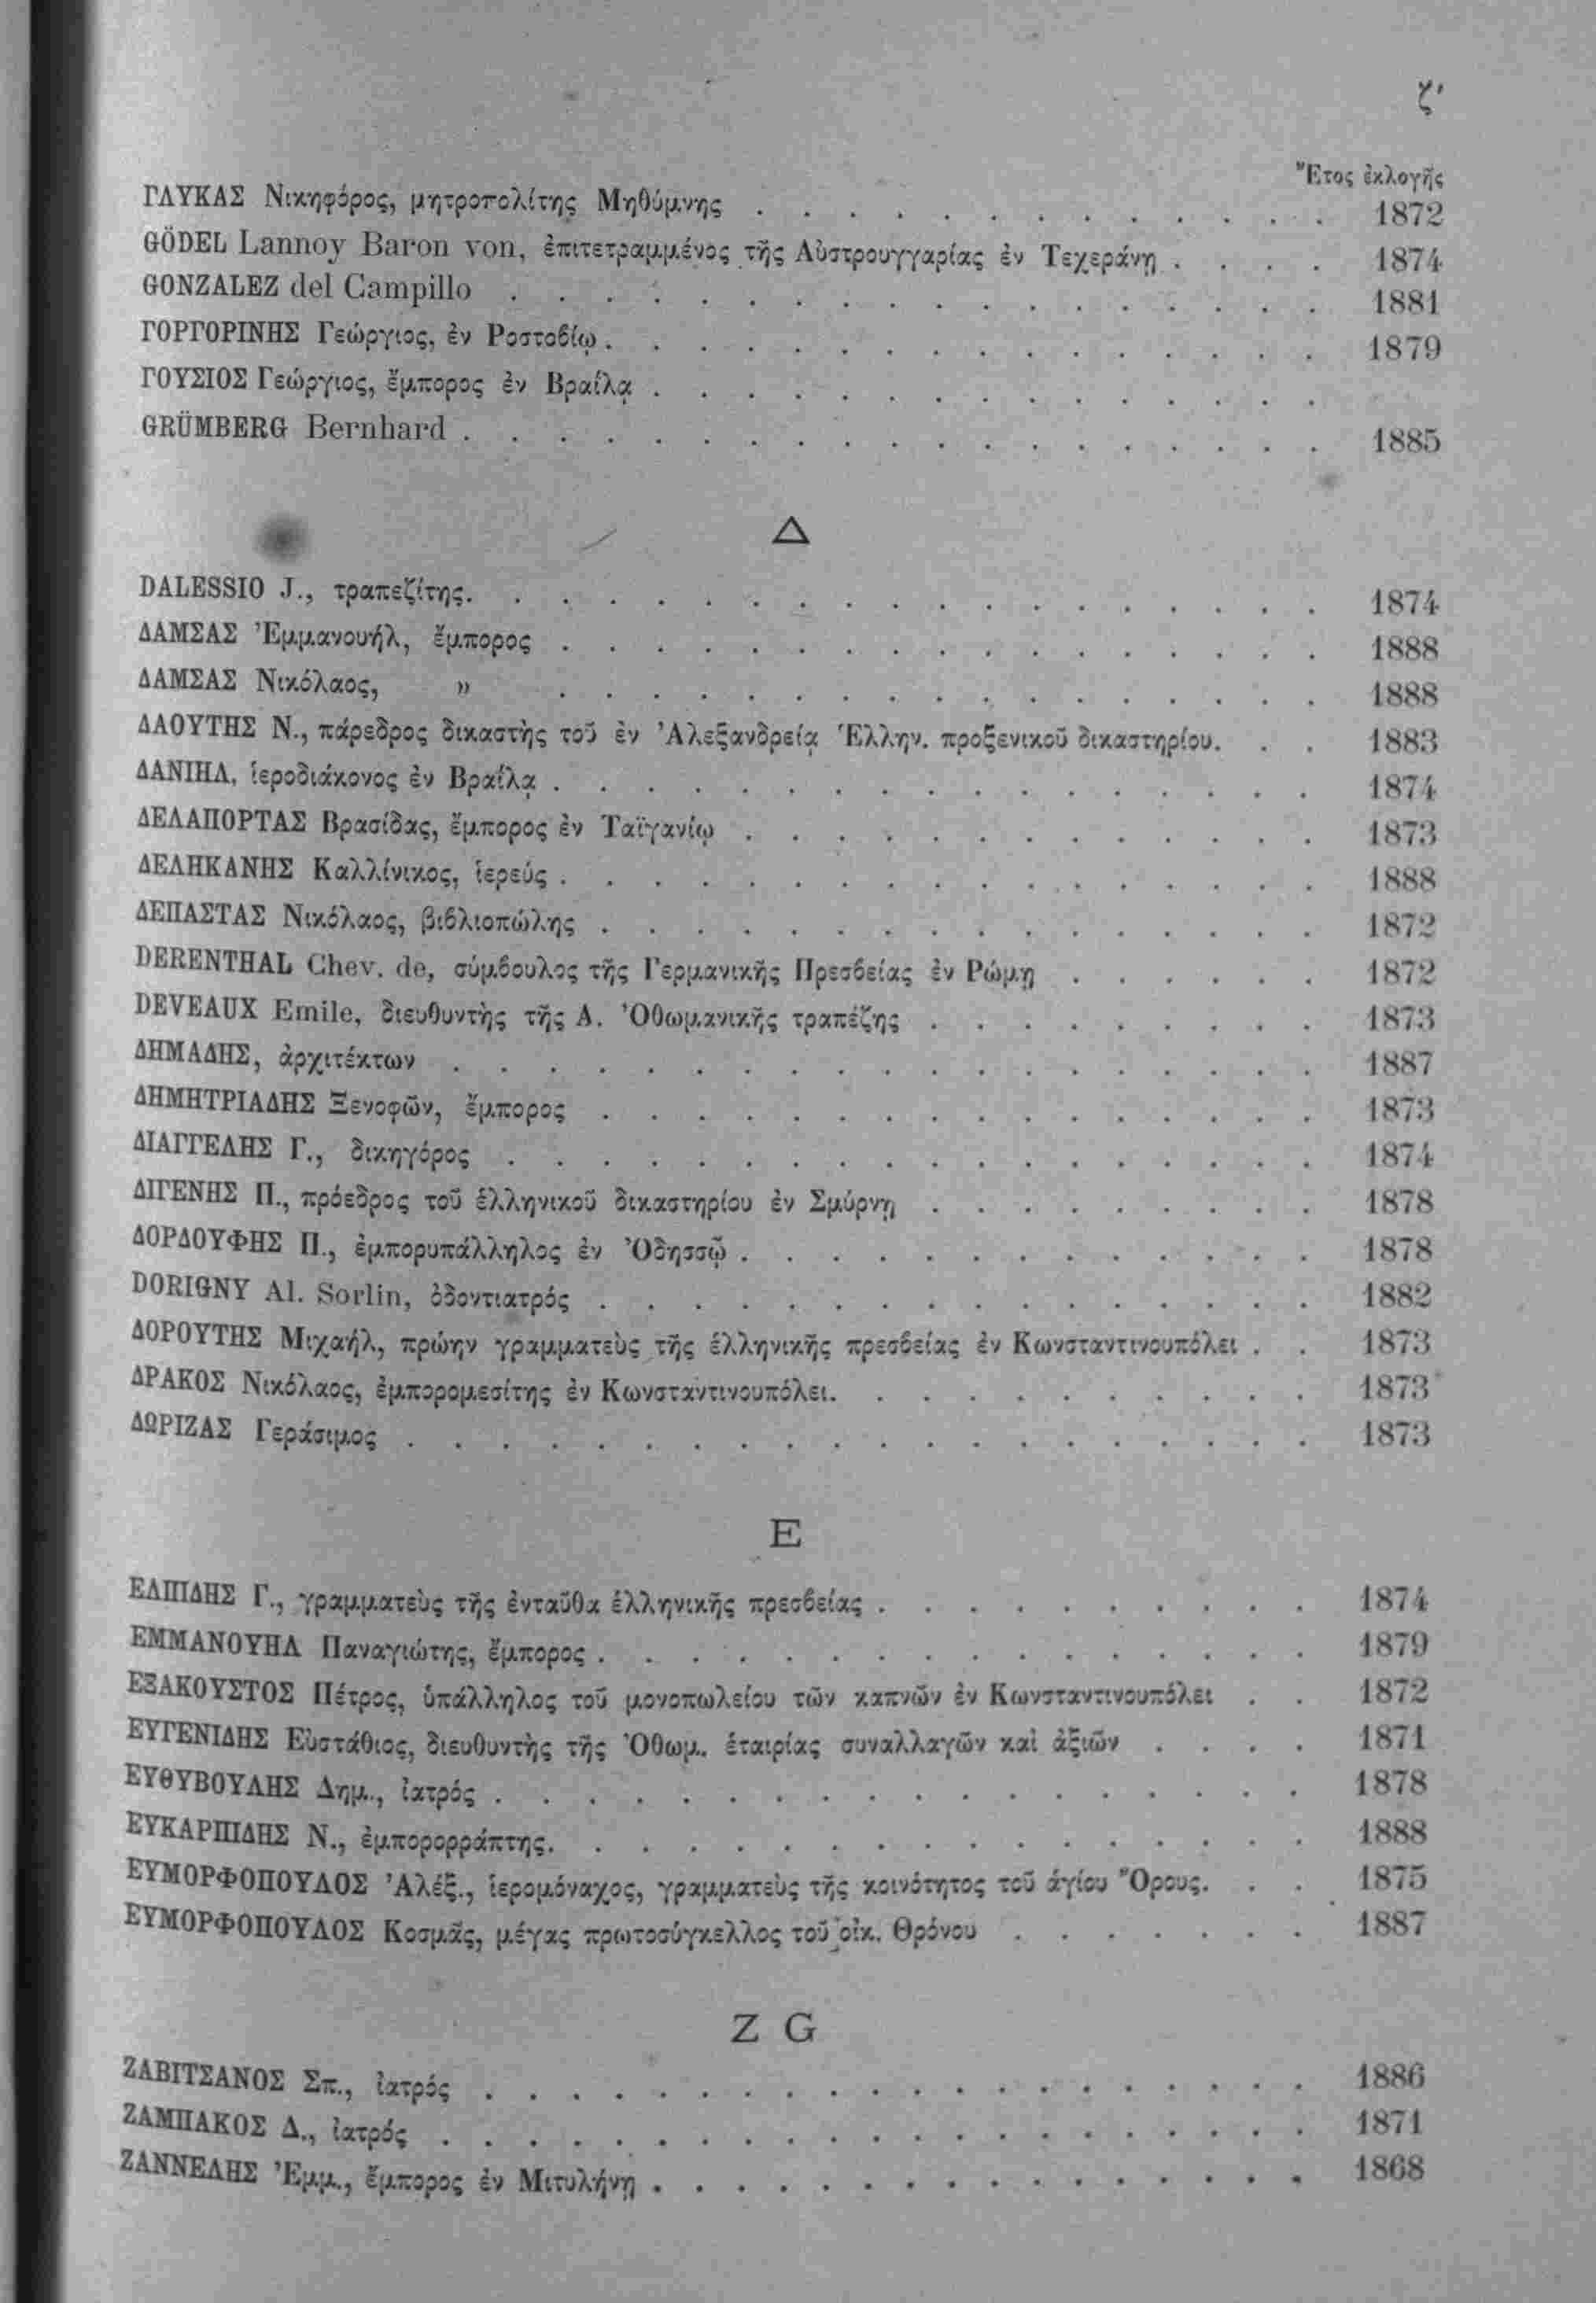 ζʹ
Ἔτος ἐκλογῆς
ΓΛΥΚΑΣ Νικηφόρος, μητροπολίτης Μηθύμνης . . . . . . . . . . . . . 1872
GÖDEL Lannoy Baron von, ἐπιτετραμμένος τῆς Αὐστρουγγαρίας ἐν Τεχεράνῃ . . . . 1874
GONZALEZ del Campillo . . . . . . . . . . . . . . . . . . 1881
ΓΟΡΓΟΡΙΝΗΣ Γεώργιος, ἐν Ροστοβίῳ . . . . . . . . . . . . . . . . 1879
ΓΟΥΣΙΟΣ Γεώργιος, ἔμπορος ἐν Βραΐλᾳ . . . . . . . . . . . . . . .
GRÜMBERG Bernhard . . . . . . . . . . . . . . . . . . . 1885
Δ
DALESSIO J., τραπεζίτης. . . . . . . . . . . . . . . . . . . 1874
ΔΑΜΣΑΣ Ἐμμανουήλ, ἔμπορος . . . . . . . . . . . . . . . . . 1888
ΔΑΜΣΑΣ Νικόλαος, » . . . . . . . . . . . . . . . . . 1888
ΔΑΟΥΤΗΣ Ν., πάρεδρος δικαστὴς τοῦ ἐν Ἀλεξανδρείᾳ Ἑλλην. προξενικοῦ δικαστηρίου. . . 1883
ΔΑΝΙΗΛ, ἱεροδιάκονος ἐν Βραΐλᾳ . . . . . . . . . . . . . . . . . 1874
ΔΕΛΑΠΟΡΤΑΣ Βρασίδας, ἔμπορος ἐν Ταϊγανίῳ . . . . . . . . . . . . . 1873
ΔΕΛΗΚΑΝΗΣ Καλλίνικος, ἱερεύς . . . . . . . . . . . . . . . . . 1888
ΔΕΠΑΣΤΑΣ Νικόλαος, βιβλιοπώλης . . . . . . . . . . . . . . . . 1872
DERENTHAL Chev. de, σύμβουλος τῆς Γερμανικῆς Πρεσβείας ἐν Ρώμῃ . . . . . . 1872
DEVEAUX Emile, διευθυντὴς τῆς Α. Ὀθωμανικῆς τραπέζης . . . . . . . . . 1873
ΔΗΜΑΔΗΣ, ἀρχιτέκτων . . . . . . . . . . . . . . . . . . . 1887
ΔΗΜΗΤΡΙΑΔΗΣ Ξενοφῶν, ἔμπορος . . . . . . . . . . . . . . . . 1873
ΔΙΑΓΓΕΛΗΣ Γ., δικηγόρος . . . . . . . . . . . . . . . . . . 1874
ΔΙΓΕΝΗΣ Π., πρόεδρος τοῦ ἑλληνικοῦ δικαστηρίου ἐν Σμύρνῃ . . . . . . . . . 1878
ΔΟΡΔΟΥΦΗΣ Π., ἐμπορυπάλληλος ἐν Ὀδησσῷ . . . . . . . . . . . . . 1878
DORIGNY Al. Sorlin, ὀδοντιατρός . . . . . . . . . . . . . . . . 1882
ΔΟΡΟΥΤΗΣ Μιχαήλ, πρώην γραμματεὺς τῆς ἑλληνικῆς πρεσβείας ἐν Κωνσταντινουπόλει . . 1873
ΔΡΑΚΟΣ Νικόλαος, ἐμπορομεσίτης ἐν Κωνσταντινουπόλει. . . . . . . . . . . 1873
ΔΩΡΙΖΑΣ Γεράσιμος . . . . . . . . . . . . . . . . . . . . 1873
Ε
ΕΛΠΙΔΗΣ Γ., γραμματεὺς τῆς ἐνταῦθα ἑλληνικῆς πρεσβείας . . . . . . . . . . 1874
ΕΜΜΑΝΟΥΗΛ Παναγιώτης, ἔμπορος . . . . . . . . . . . . . . . . 1879
ΕΞΑΚΟΥΣΤΟΣ Πέτρος, ὑπάλληλος τοῦ μονοπωλείου τῶν καπνῶν ἐν Κωνσταντινουπόλει . . 1872
ΕΥΓΕΝΙΔΗΣ Εὐστάθιος, διευθυντὴς τῆς Ὀθωμ. ἑταιρίας συναλλαγῶν καὶ ἀξιῶν . . . . 1871
ΕΥΘΥΒΟΥΛΗΣ Δημ., ἰατρός . . . . . . . . . . . . . . . . . . 1878
ΕΥΚΑΡΠΙΔΗΣ Ν., ἐμπορορράπτης. . . . . . . . . . . . . . . . . 1888
ΕΥΜΟΡΦΟΠΟΥΛΟΣ Ἀλέξ., ἱερομόναχος, γραμματεὺς τῆς κοινότητος τοῦ ἁγίου Ὄρους. . . 1875
ΕΥΜΟΡΦΟΠΟΥΛΟΣ Κοσμᾶς, μέγας πρωτοσύγκελλος τοῦ οἰκ. Θρόνου . . . . . . . 1887
Z G
ΖΑΒΙΤΣΑΝΟΣ Σπ., ἰατρός . . . . . . . . . . . . . . . . . . . 1886
ΖΑΜΠΑΚΟΣ Δ., ἰατρός . . . . . . . . . . . . . . . . . . . . 1871
ΖΑΝΝΕΛΗΣ Ἐμμ., ἔμπορος ἐν Μιτυλήνῃ . . . . . . . . . . . . . . . 1868